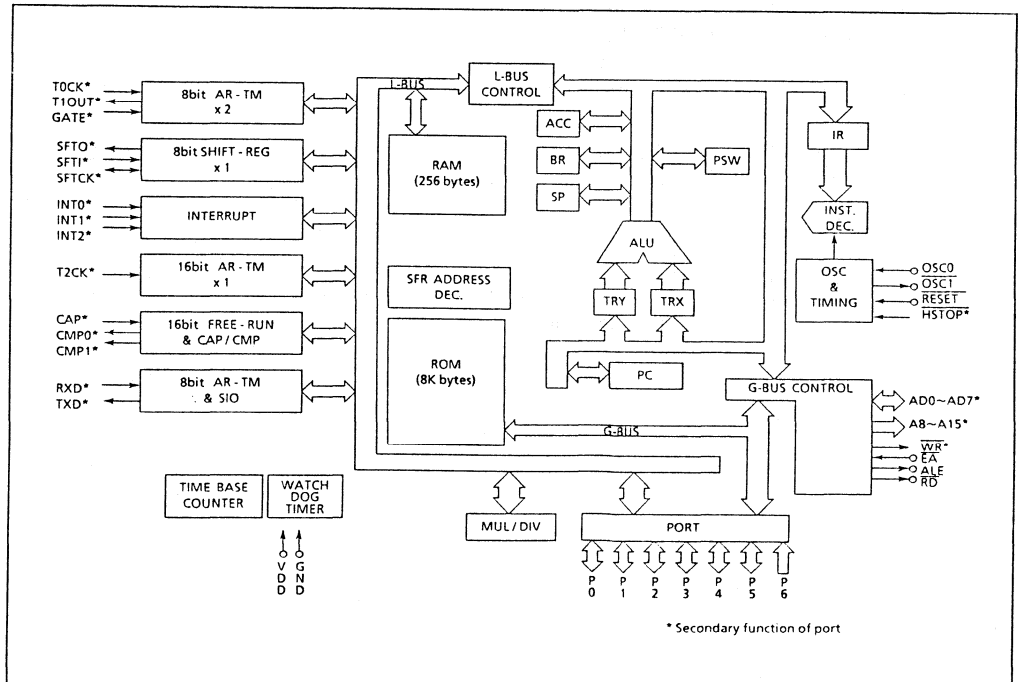 T0CK*
T1OUT*
GATE*
8bit AR-TM
x 2
SFTO*
SFTI*
SFTCK*
8bit SHIFT-REG
x 1
INT0*
INT1*
INT2*
INTERRUPT
T2CK*
16bit AR-TM
x 1
CAP*
CMP0*
CMP1*
16bit FREE-RUN
& CAP/CMP
RXD*
TXD*
8bit AR-TM
& SIO
TIME BASE
COUNTER
WATCH
DOG
TIMER
VDD
GND
L-BUS
L-BUS
CONTROL
RAM
(256 bytes)
SFR ADDRESS
DEC.
ROM
(8K bytes)
G-BUS
ACC
BR
SP
PSW
ALU
TRY
TRX
PC
IR
INST.
DEC.
OSC
&
TIMING
OSC0
OSC1
RESET
HSTOP*
G-BUS CONTROL
AD0~AD7*
A8~A15*
WR*
EA
ALE
RD
MUL/DIV
PORT
P0
P1
P2
P3
P4
P5
P6
* Secondary function of port